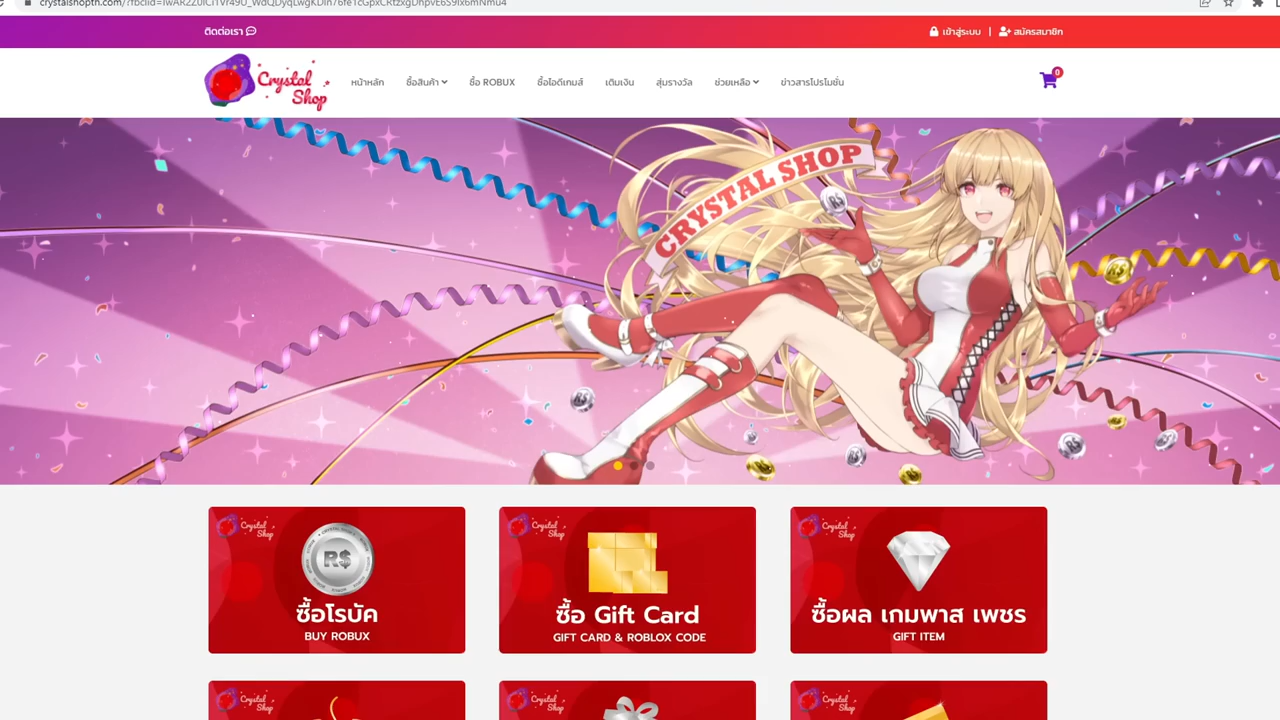 crystalshopth.com/?fbclid=IwAR2
ติดต่อเรา
เข้าสู่ระบบ | สมัครสมาชิก
Crystal Shop
หน้าหลัก ซื้อสินค้า ซื้อ ROBUX ซื้อไอดีเกมส์ เติมเงิน สุ่มรางวัล ช่วยเหลือ ข่าวสารโปรโมชั่น
0
CRYSTAL SHOP
R$
Crystal Shop
R$
ซื้อโรบัค
BUY ROBUX
Crystal Shop
ซื้อ Gift Card
GIFT CARD & ROBLOX CODE
Crystal Shop
ซื้อผล เกมพาส เพชร
GIFT ITEM
Crystal Shop
Crystal Shop
Crystal Shop